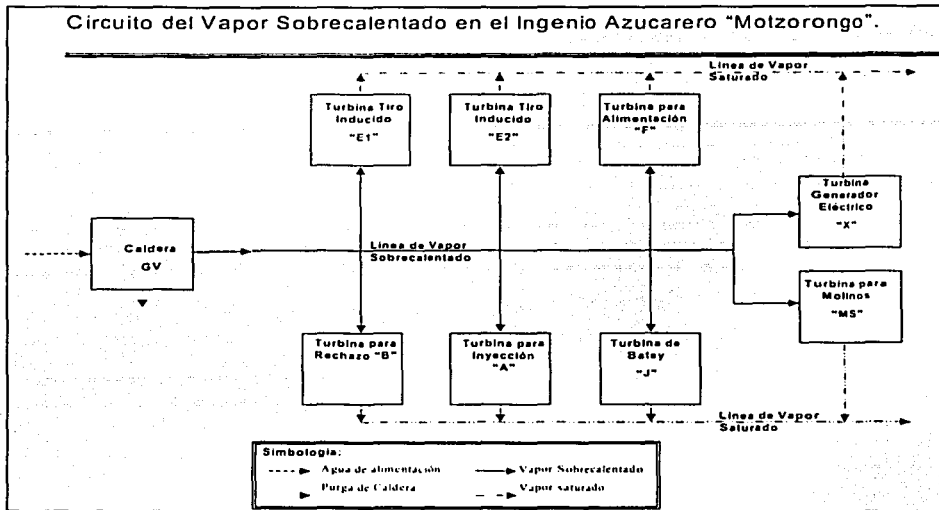 Circuito del Vapor Sobrecalentado en el Ingenio Azucarero “Motzorongo”.
Línea de Vapor
Saturado
Turbina Tiro
Inducido
"E1"
Turbina Tiro
Inducido
"E2"
Turbina para
Alimentación
"F"
Turbina
Generador
Eléctrico
"X"
Caldera
GV
Línea de Vapor
Sobrecalentado
Turbina para
Molinos
"MS"
Turbina para
Rechazo "B"
Turbina para
Inyección
"A"
Turbina de
Batey
"J"
Línea de Vapor
Saturado
Simbología:
Agua de alimentación
Vapor Sobrecalentado
Purga de Caldera
Vapor saturado